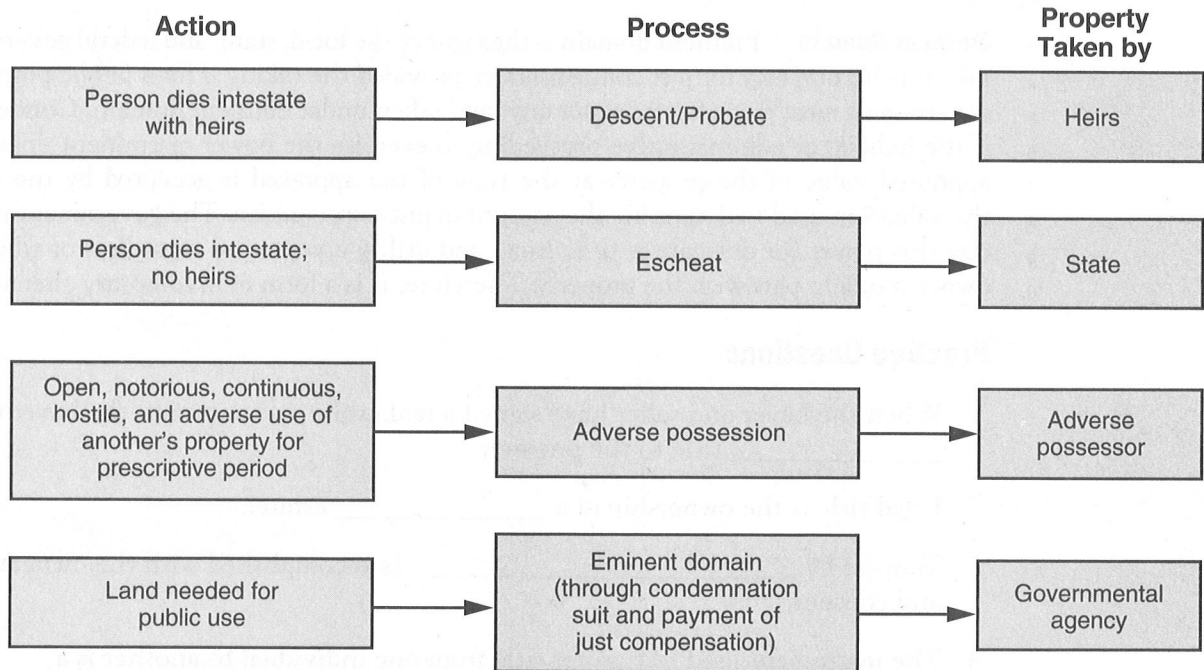 Action
Process
Property
Taken by
Person dies intestate
with heirs
Descent/Probate
Heirs
Person dies intestate;
no heirs
Escheat
State
Open, notorious, continuous,
hostile, and adverse use of
another's property for
prescriptive period
Adverse possession
Adverse
possessor
Land needed for
public use
Eminent domain
(through condemnation
suit and payment of
just compensation)
Governmental
agency